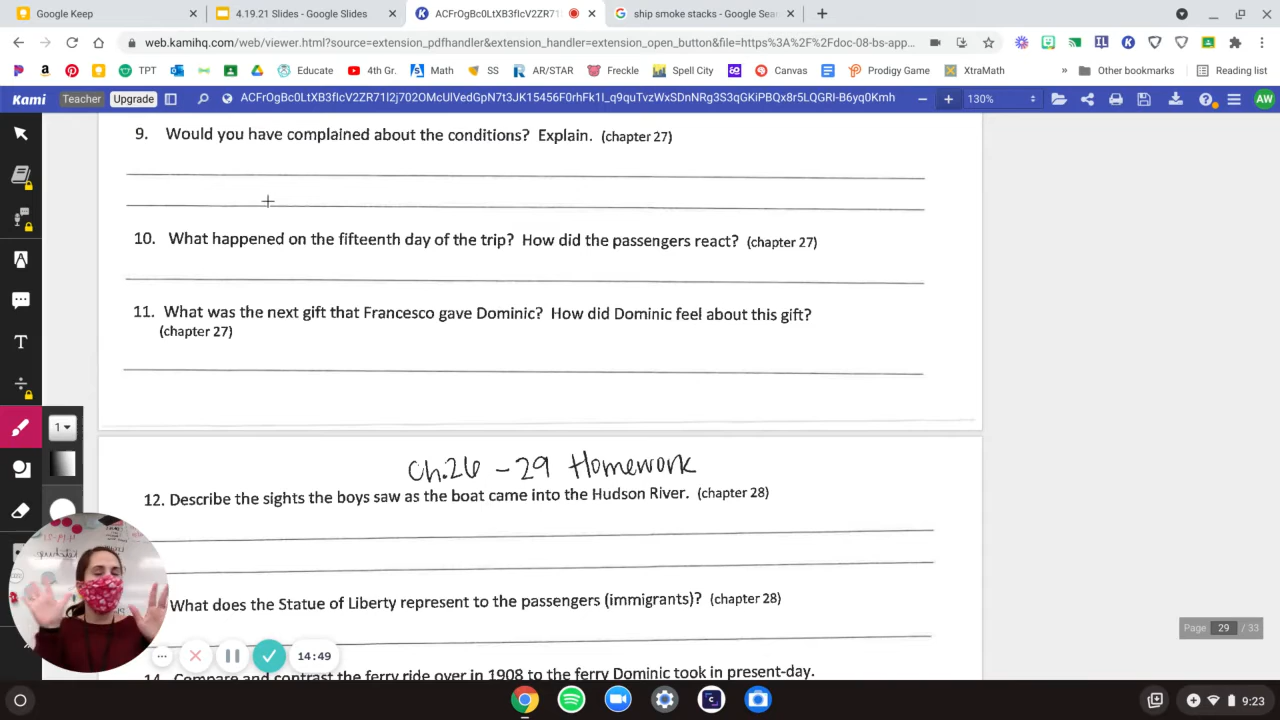 Google Keep
4.19.21 Slides - Google Slides
ACFrOgBc0LtXB3fIcV2ZR71
ship smoke stacks - Google Sea
web.kamihq.com/web/viewer.html?source=extension_pdfhandler&extension_handler=extension_open_button&file=https%3A%2F%2Fdoc-08-bs-app...
TPT
Educate
4th Gr.
Math
SS
AR/STAR
Freckle
Spell City
Canvas
Prodigy Game
XtraMath
»
Other bookmarks
Reading list
Kami
Teacher
Upgrade
130%
AW
9. Would you have complained about the conditions? Explain. (chapter 27)
10. What happened on the fifteenth day of the trip? How did the passengers react? (chapter 27)
11. What was the next gift that Francesco gave Dominic? How did Dominic feel about this gift?
(chapter 27)
1
Ch.26 - 29 Homework
12. Describe the sights the boys saw as the boat came into the Hudson River. (chapter 28)
What does the Statue of Liberty represent to the passengers (immigrants)? (chapter 28)
Page 29 / 33
14:49
14. Compare and contrast the ferry ride over in 1908 to the ferry Dominic took in present-day.
9:23